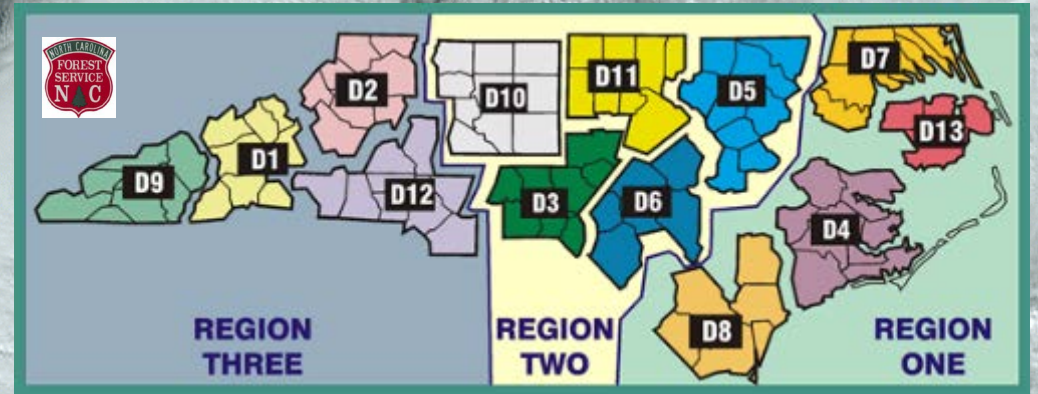 NORTH CAROLINA
FOREST
SERVICE
N C
D9
D1
D2
D12
D10
D11
D3
D6
D5
D7
D13
D4
D8
REGION
THREE
REGION
TWO
REGION
ONE